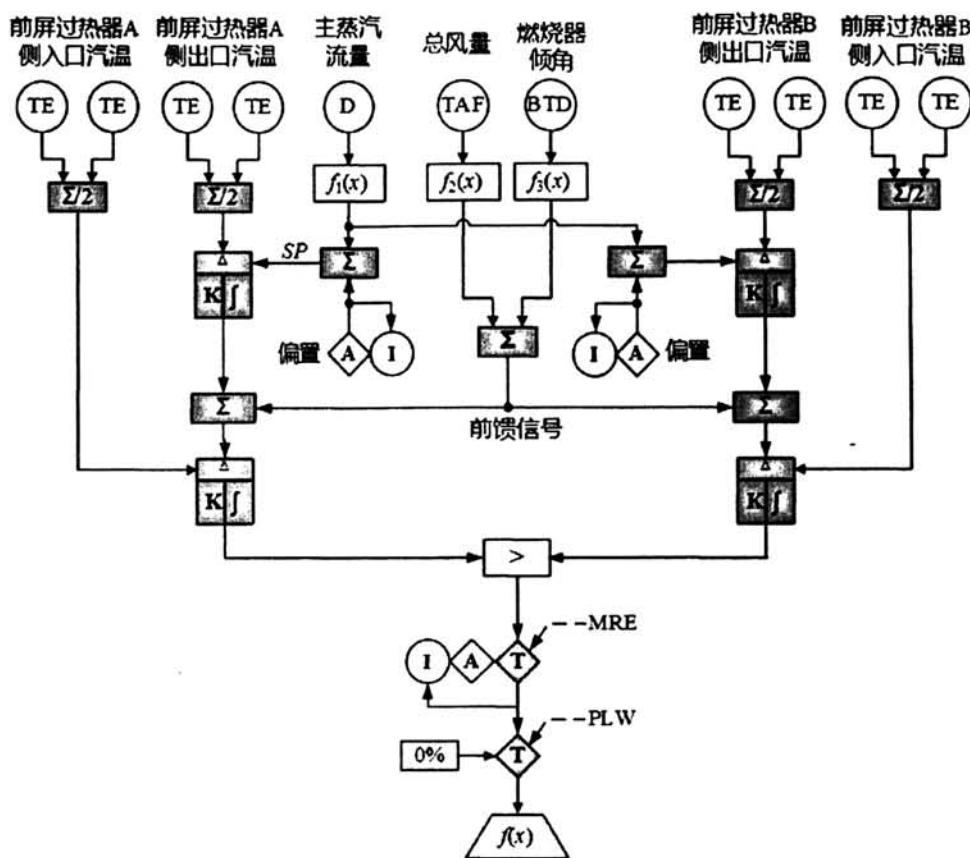 前屏过热器A
侧入口汽温
前屏过热器A
侧出口汽温
主蒸汽
流量
总风量
燃烧器
倾角
前屏过热器B
侧出口汽温
前屏过热器B
侧入口汽温
TE TE TE TE D TAF BTD TE TE TE TE
f₁(x) f₂(x) f₃(x)
Σ/2 Σ/2 Σ/2 Σ/2
SP
Σ Σ
Δ Δ
K ∫ K ∫
Σ
偏置 A I I A 偏置
Σ Σ
前馈信号
Δ Δ
K ∫ K ∫
>
MRE
I A T
PLW
0% T
f(x)